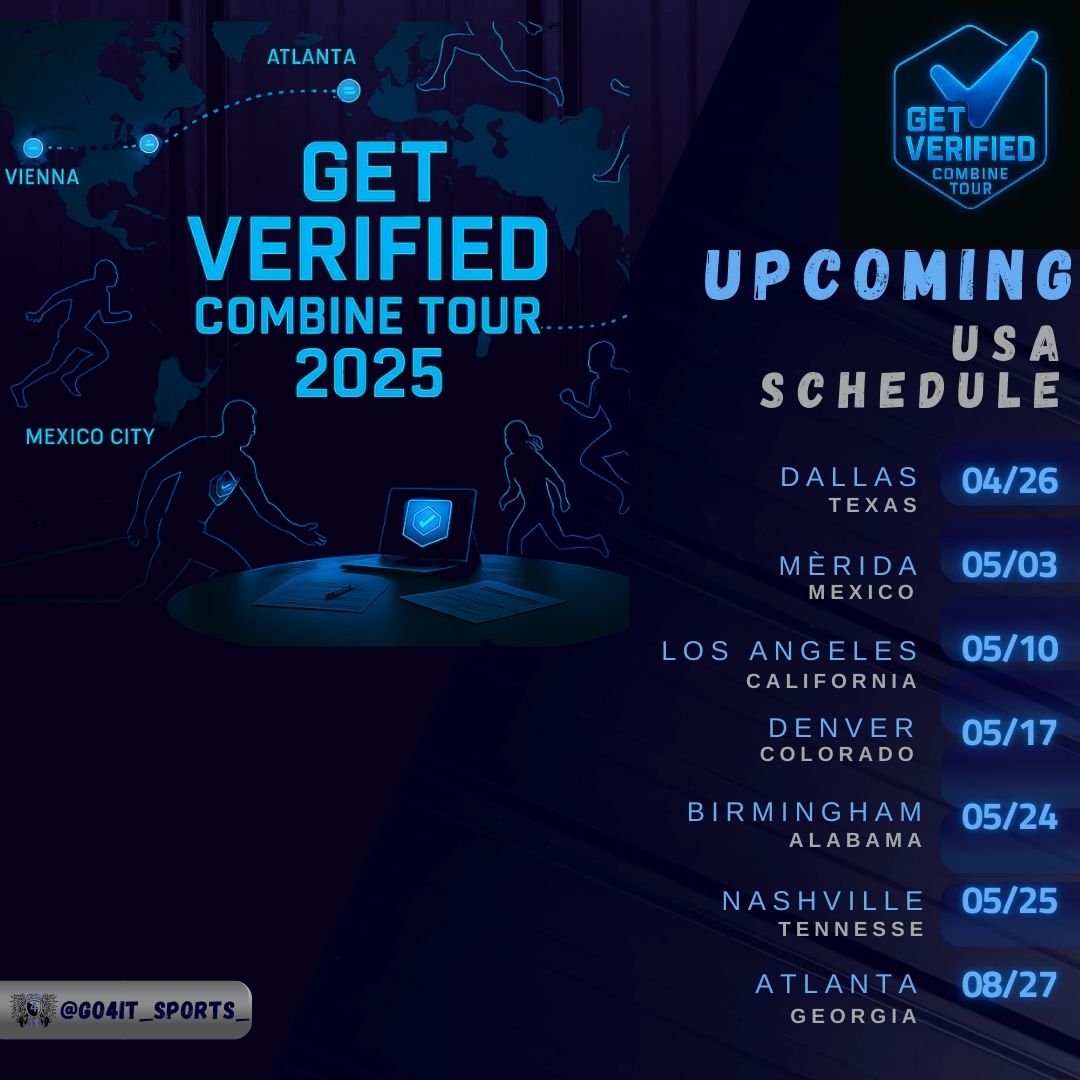 ATLANTA
VIENNA
GET
VERIFIED
COMBINE TOUR
2025
MEXICO CITY
GET
VERIFIED
COMBINE
TOUR
UPCOMING
USA
SCHEDULE
DALLAS 04/26
TEXAS
MÈRIDA 05/03
MEXICO
LOS ANGELES 05/10
CALIFORNIA
DENVER 05/17
COLORADO
BIRMINGHAM 05/24
ALABAMA
NASHVILLE 05/25
TENNESSE
ATLANTA 08/27
GEORGIA
@GO4IT_SPORTS_